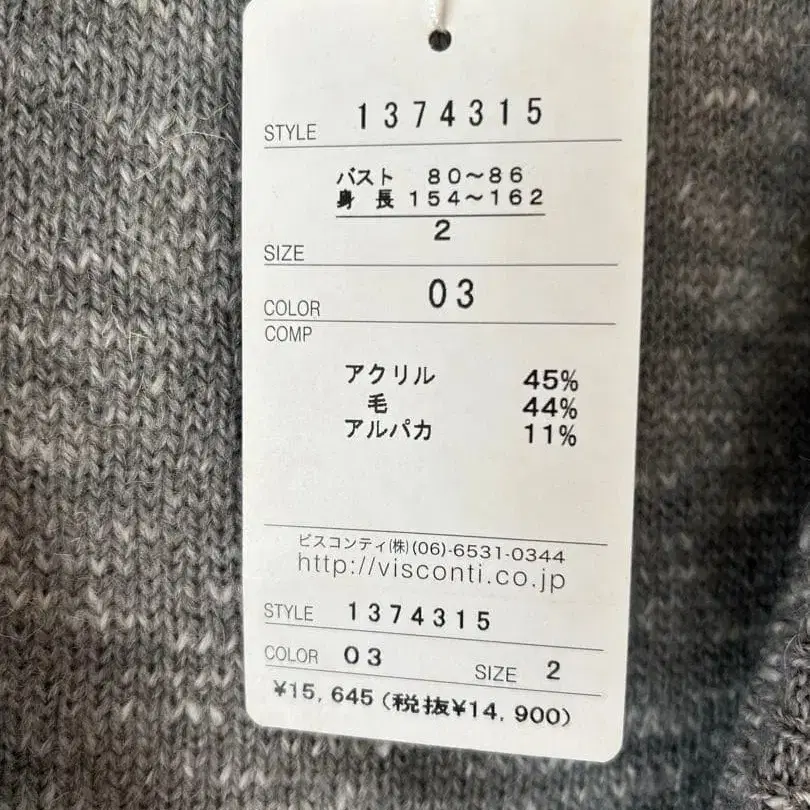 STYLE 1374315
バスト 80～86
身 長 154～162
2
SIZE
COLOR 03
COMP
アクリル 45%
毛 44%
アルパカ 11%
ビスコンティ(株)(06)-6531-0344
http://visconti.co.jp
STYLE 1374315
COLOR 03 SIZE 2
¥15,645(税抜¥14,900)